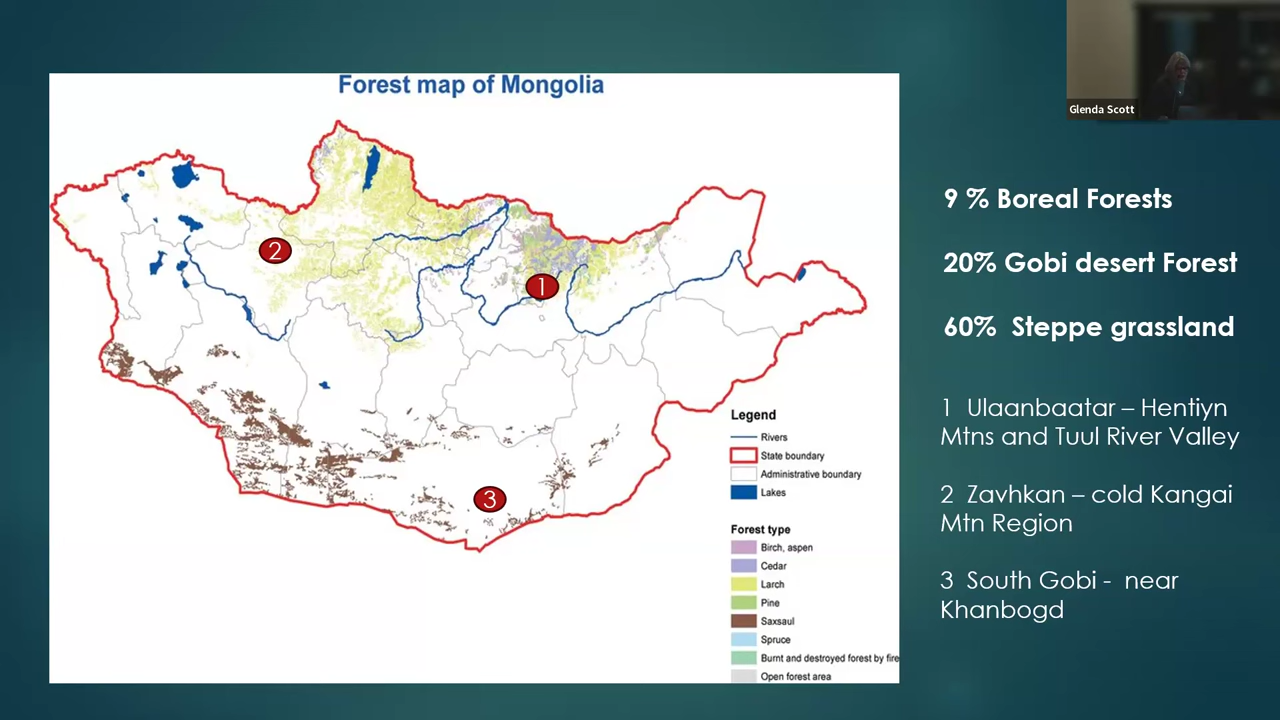 Forest map of Mongolia
Glenda Scott
2
1
3
Legend
Rivers
State boundary
Administrative boundary
Lakes
Forest type
Birch, aspen
Cedar
Larch
Pine
Saxsaul
Spruce
Burnt and destroyed forest by fire
Open forest area
9 % Boreal Forests
20% Gobi desert Forest
60% Steppe grassland
1 Ulaanbaatar – Hentiyn
Mtns and Tuul River Valley
2 Zavhkan – cold Kangai
Mtn Region
3 South Gobi - near
Khanbogd